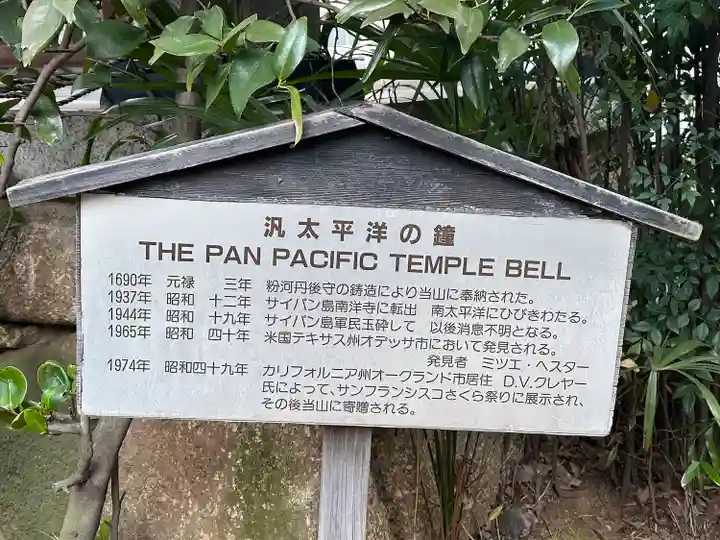 汎太平洋の鐘
THE PAN PACIFIC TEMPLE BELL
1690年 元禄 三年 粉河丹後守の鋳造により当山に奉納された。
1937年 昭和 十二年 サイパン島南洋寺に転出 南太平洋にひびきわたる。
1944年 昭和 十九年 サイパン島軍民玉砕して 以後消息不明となる。
1965年 昭和 四十年 米国テキサス州オデッサ市において発見される。
発見者 ミツエ・ヘスター
1974年 昭和四十九年 カリフォルニア州オークランド市居住 D.V.クレヤー
氏によって、サンフランシスコさくら祭りに展示され、
その後当山に寄贈される。